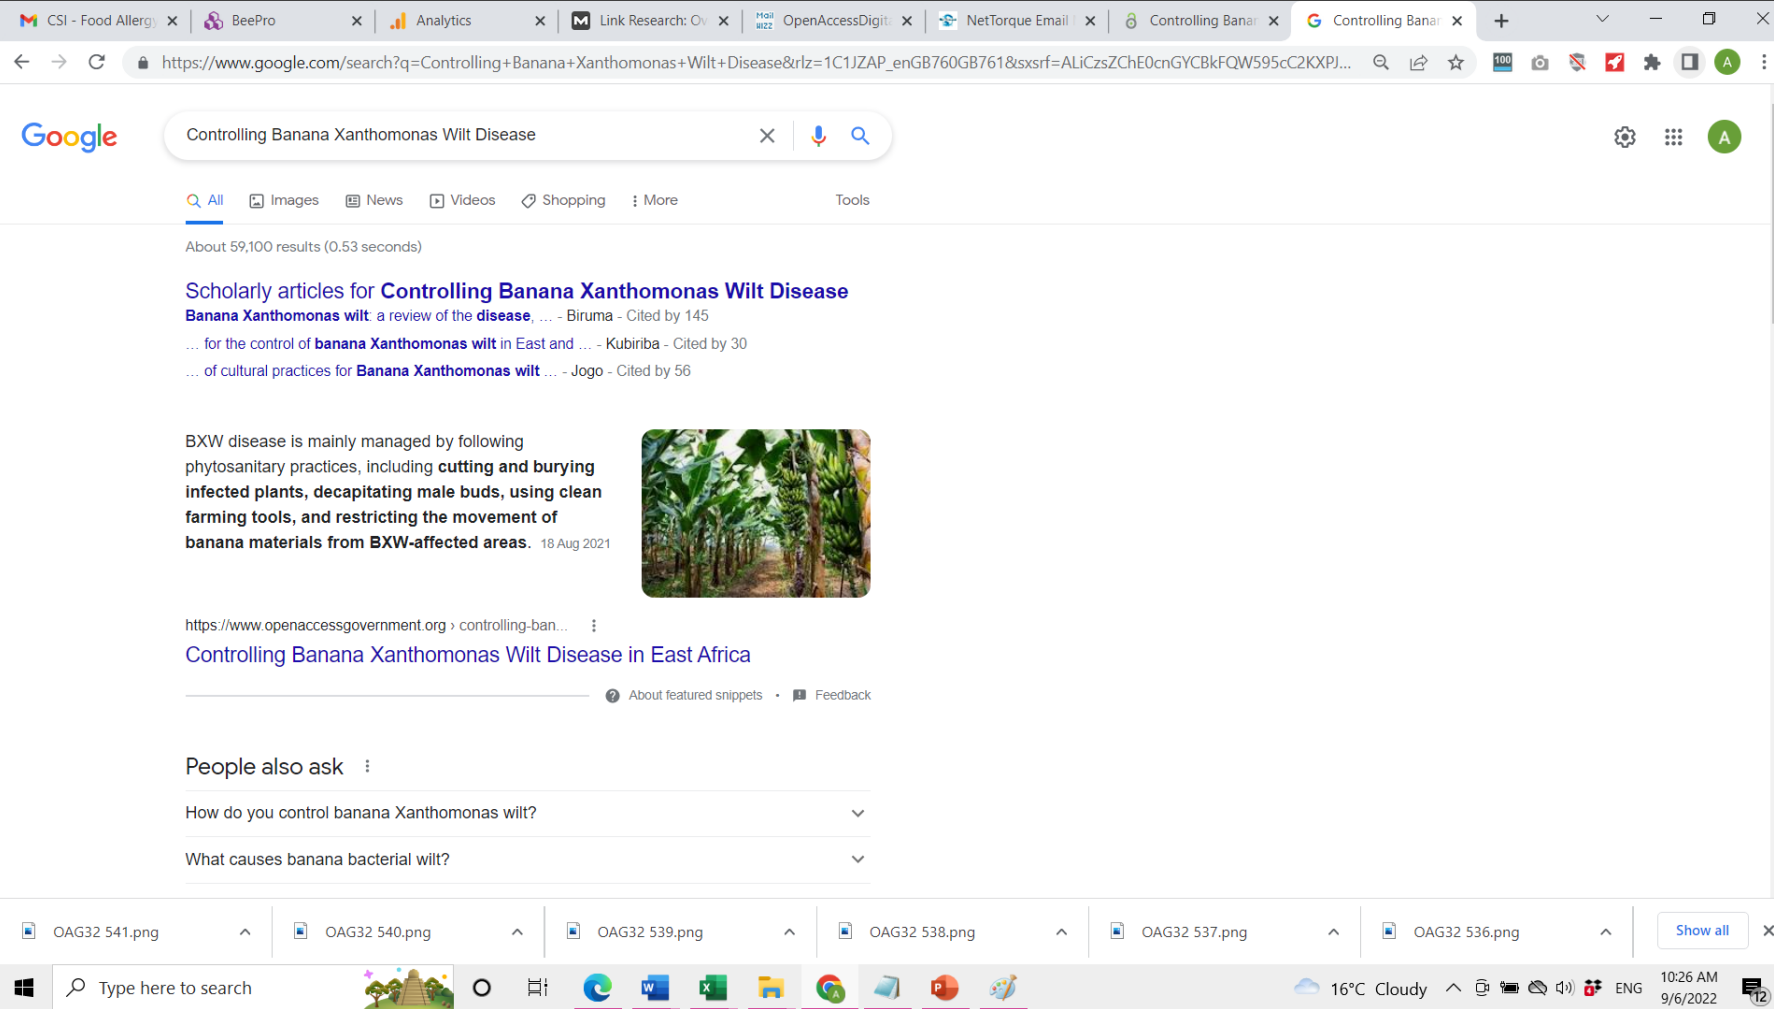 CSI - Food Allergy
BeePro
Analytics
Link Research: Ov
OpenAccessDigita
NetTorque Email
Controlling Banan
Controlling Banan
https://www.google.com/search?q=Controlling+Banana+Xanthomonas+Wilt+Disease&rlz=1C1JZAP_enGB760GB761&sxsrf=ALiCzsZChE0cnGYCBkFQW595cC2KXPJ...
100
A
Google
Controlling Banana Xanthomonas Wilt Disease
A
All
Images
News
Videos
Shopping
More
Tools
About 59,100 results (0.53 seconds)
Scholarly articles for Controlling Banana Xanthomonas Wilt Disease
Banana Xanthomonas wilt: a review of the disease, ... - Biruma - Cited by 145
... for the control of banana Xanthomonas wilt in East and ... - Kubiriba - Cited by 30
... of cultural practices for Banana Xanthomonas wilt ... - Jogo - Cited by 56
BXW disease is mainly managed by following
phytosanitary practices, including cutting and burying
infected plants, decapitating male buds, using clean
farming tools, and restricting the movement of
banana materials from BXW-affected areas. 18 Aug 2021
https://www.openaccessgovernment.org › controlling-ban...
Controlling Banana Xanthomonas Wilt Disease in East Africa
About featured snippets • Feedback
People also ask
How do you control banana Xanthomonas wilt?
What causes banana bacterial wilt?
OAG32 541.png
OAG32 540.png
OAG32 539.png
OAG32 538.png
OAG32 537.png
OAG32 536.png
Show all
Type here to search
16°C Cloudy
ENG
10:26 AM
9/6/2022
12